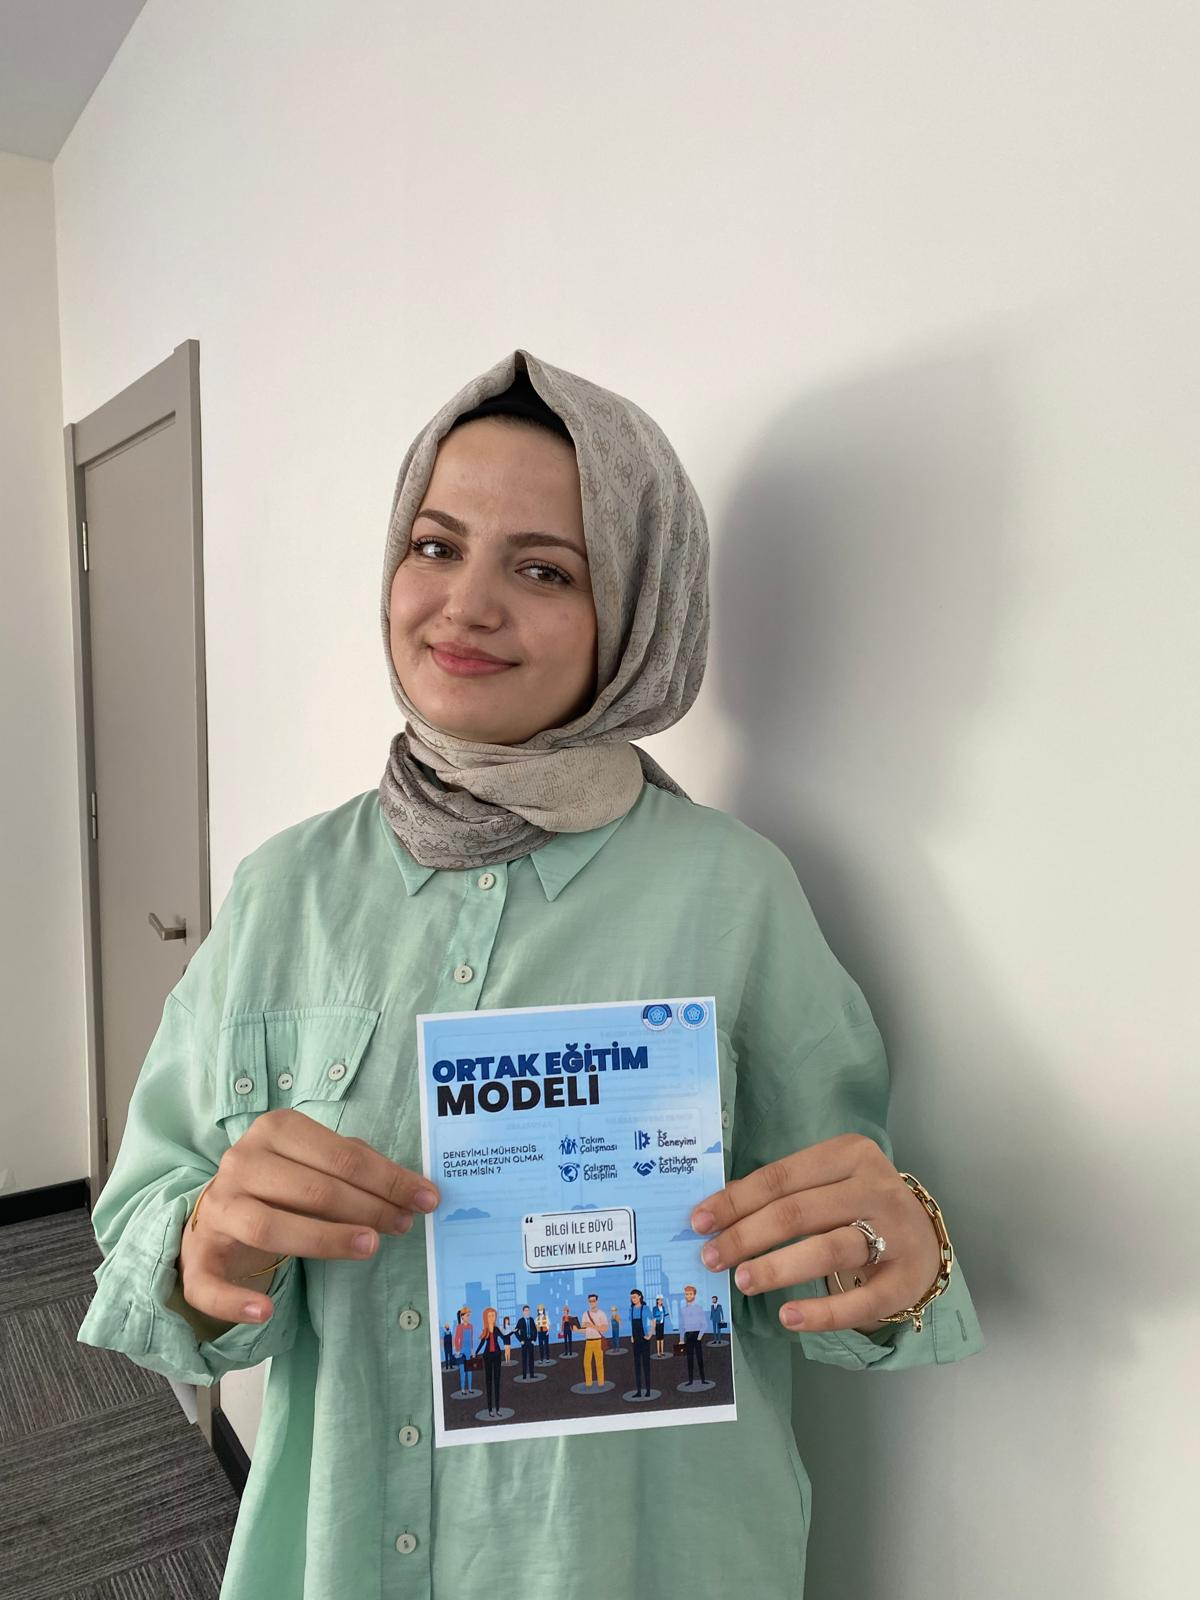 ORTAK EĞİTİM
MODELİ
DENEYİMLİ MÜHENDİS
OLARAK MEZUN OLMAK
İSTER MİSİN ?
Takım
Çalışması
İş
Deneyimi
Çalışma
Disiplini
İstihdam
Kolaylığı
“ BİLGİ İLE BÜYÜ
DENEYİM İLE PARLA ”